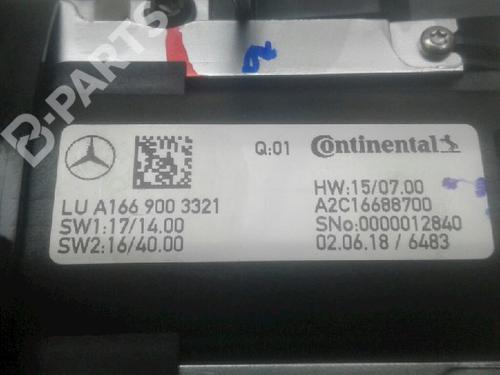 B-PARTS
Q:01 Continental
HW:15/07.00
LU A166 900 3321 A2C16688700
SW1:17/14.00 SNo:0000012840
SW2:16/40.00 02.06.18 / 6483